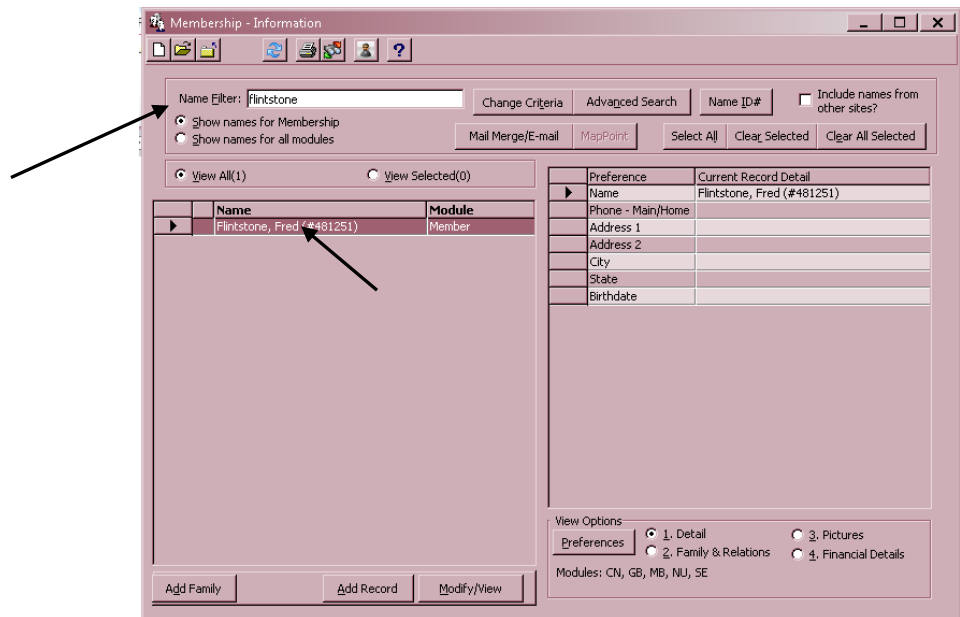 Membership - Information
?
Name Filter: flintstone
Change Criteria Advanced Search Name ID# Include names from
other sites?
Show names for Membership
Show names for all modules
Mail Merge/E-mail MapPoint Select All Clear Selected Clear All Selected
View All(1) View Selected(0)
Name Module
Flintstone, Fred (#481251) Member
Preference Current Record Detail
Name Flintstone, Fred (#481251)
Phone - Main/Home
Address 1
Address 2
City
State
Birthdate
View Options
Preferences
1. Detail 3. Pictures
2. Family & Relations 4. Financial Details
Modules: CN, GB, MB, NU, SE
Add Family Add Record Modify/View